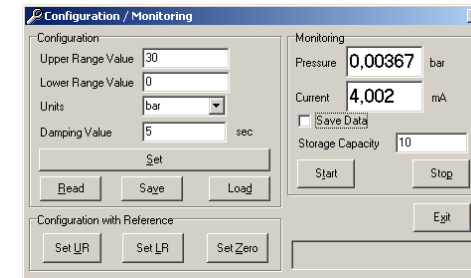 Configuration / Monitoring
Configuration
Upper Range Value 30
Lower Range Value 0
Units bar
Damping Value 5 sec
Set
Read Save Load
Configuration with Reference
Set UR Set LR Set Zero
Monitoring
Pressure 0,00367 bar
Current 4,002 mA
Save Data
Storage Capacity 10
Start Stop
Exit